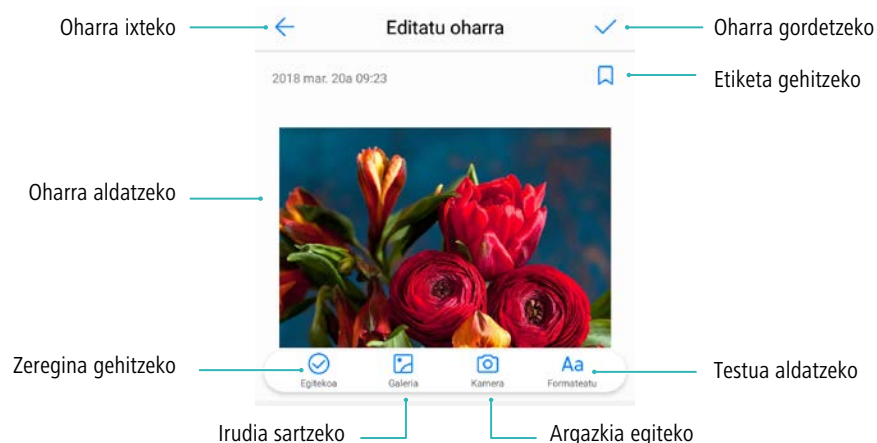 Oharra ixteko
Editatu oharra
Oharra gordetzeko
2018 mar. 20a 09:23
Etiketa gehitzeko
Oharra aldatzeko
Zeregina gehitzeko
Aa
Egitekoa
Galeria
Kamera
Formateatu
Testua aldatzeko
Irudia sartzeko
Argazkia egiteko